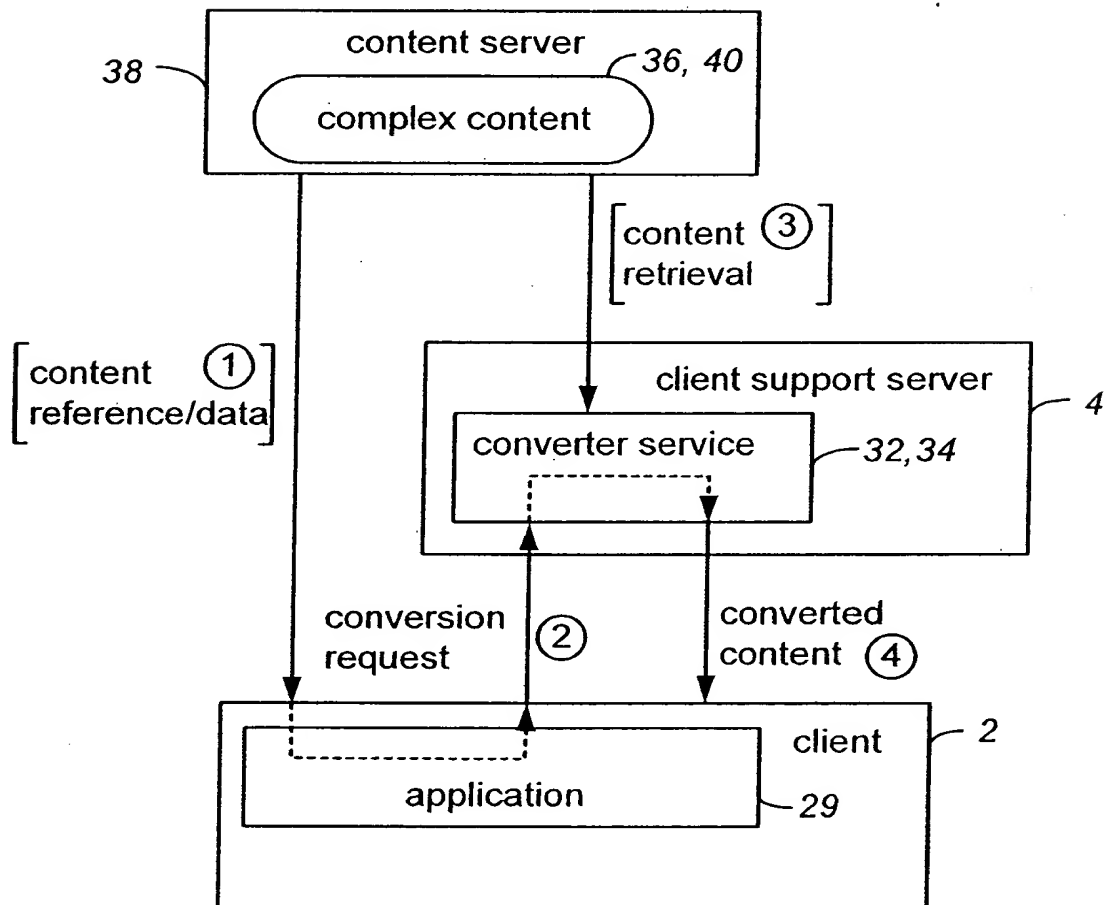 content server
38
36, 40
complex content
content ③
retrieval
content ①
reference/data
client support server
4
converter service
32,34
conversion
request
②
converted
content ④
client
2
application
29